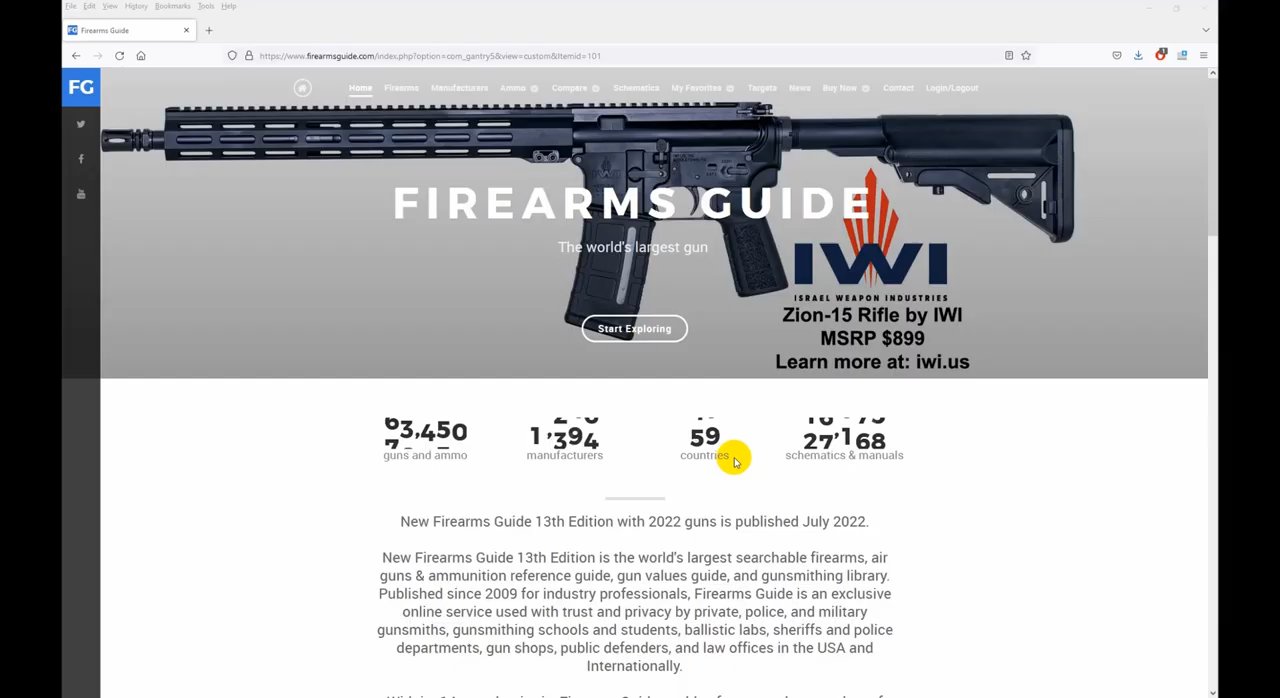 File Edit View History Bookmarks Tools Help
FG Firearms Guide
https://www.firearmsguide.com/index.php?option=com_gantry5&view=custom&Itemid=101
FG
Home Firearms Manufacturers Ammo Compare Schematics My Favorites Targets News Buy Now Contact Login/Logout
FIREARMS GUIDE
The world's largest gun
IWI
ISRAEL WEAPON INDUSTRIES
Zion-15 Rifle by IWI
Start Exploring
MSRP $899
Learn more at: iwi.us
guns and ammo
manufacturers
59
countries
schematics & manuals
New Firearms Guide 13th Edition with 2022 guns is published July 2022.
New Firearms Guide 13th Edition is the world's largest searchable firearms, air
guns & ammunition reference guide, gun values guide, and gunsmithing library.
Published since 2009 for industry professionals, Firearms Guide is an exclusive
online service used with trust and privacy by private, police, and military
gunsmiths, gunsmithing schools and students, ballistic labs, sheriffs and police
departments, gun shops, public defenders, and law offices in the USA and
Internationally.